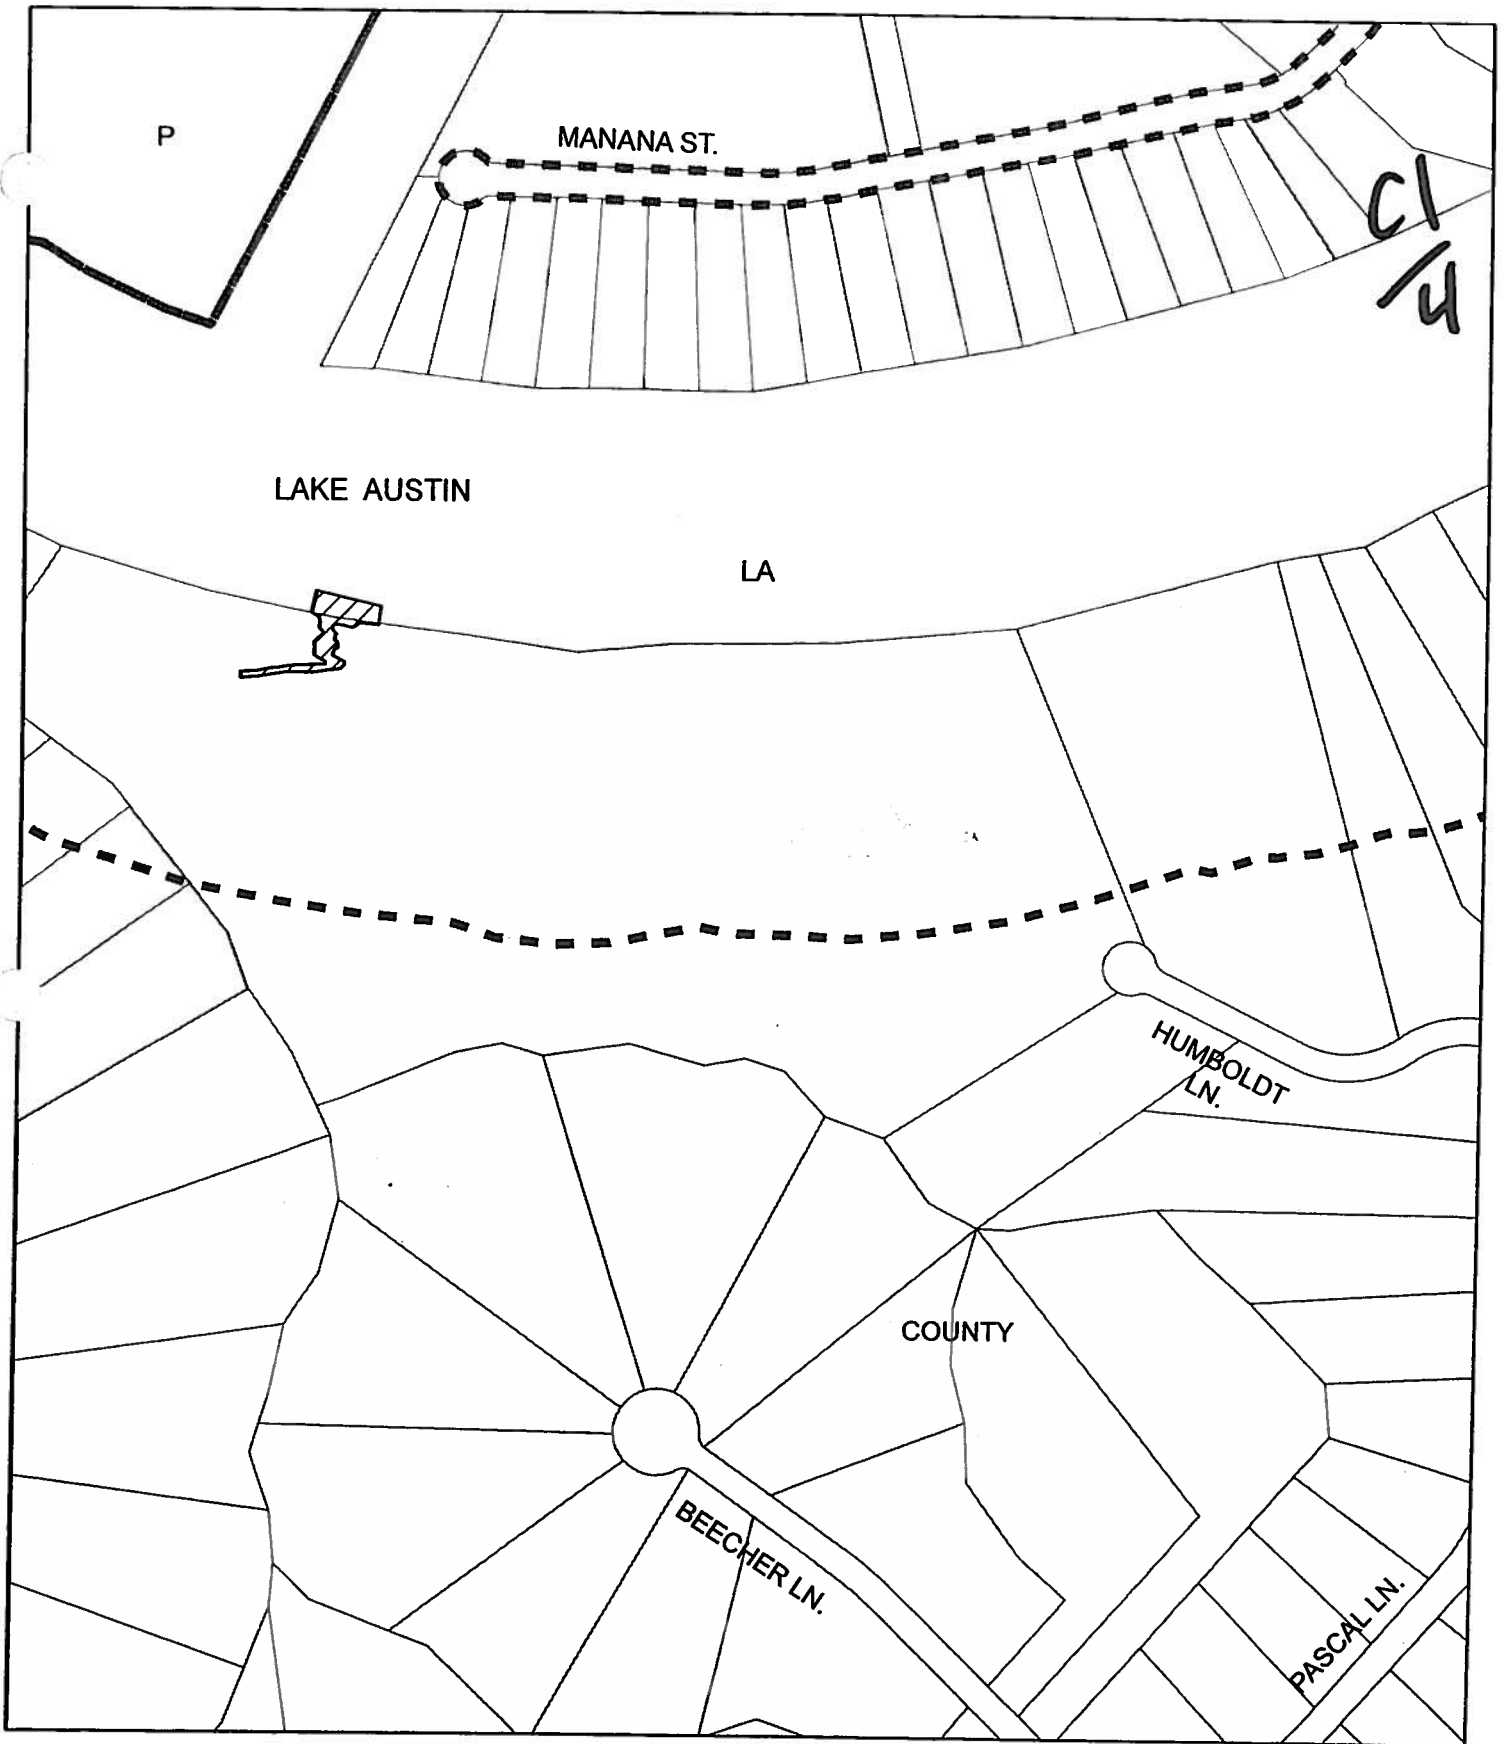 P
MANANA ST.
C1
/4
LAKE AUSTIN
LA
HUMBOLDT
LN.
COUNTY
BEECHER LN.
PASCAL LN.